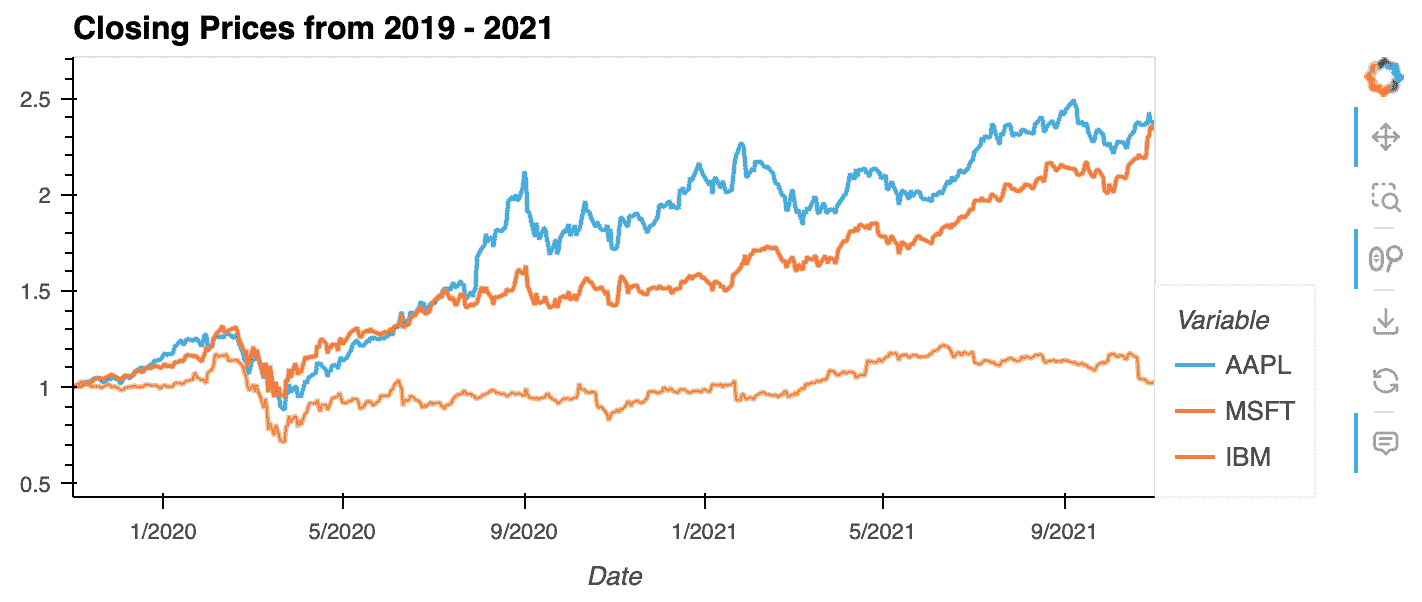 Closing Prices from 2019 - 2021
2.5
2
1.5
1
0.5
1/2020 5/2020 9/2020 1/2021 5/2021 9/2021
Date
Variable
AAPL
MSFT
IBM